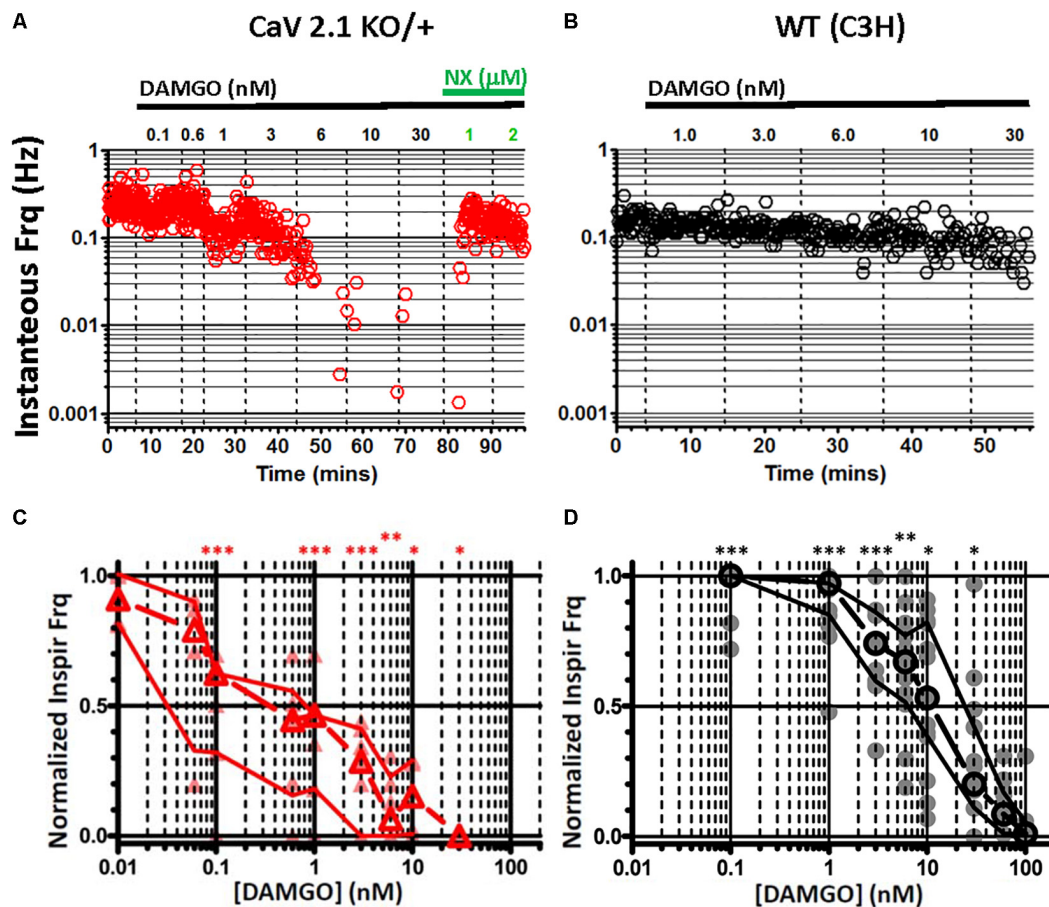 A
CaV 2.1 KO/+
B
WT (C3H)
NX (μM)
DAMGO (nM)
DAMGO (nM)
0.1 0.6 1 3 6 10 30 1 2
1.0 3.0 6.0 10 30
Instanteous Frq (Hz)
1
0.1
0.01
0.001
1
0.1
0.01
0.001
0 10 20 30 40 50 60 70 80 90
0 10 20 30 40 50
Time (mins)
Time (mins)
C
D
*** *** *** ** * *
*** *** *** ** * *
Normalized Inspir Frq
1.0
0.5
0.0
Normalized Inspir Frq
1.0
0.5
0.0
0.01 0.1 1 10 100
0.01 0.1 1 10 100
[DAMGO] (nM)
[DAMGO] (nM)